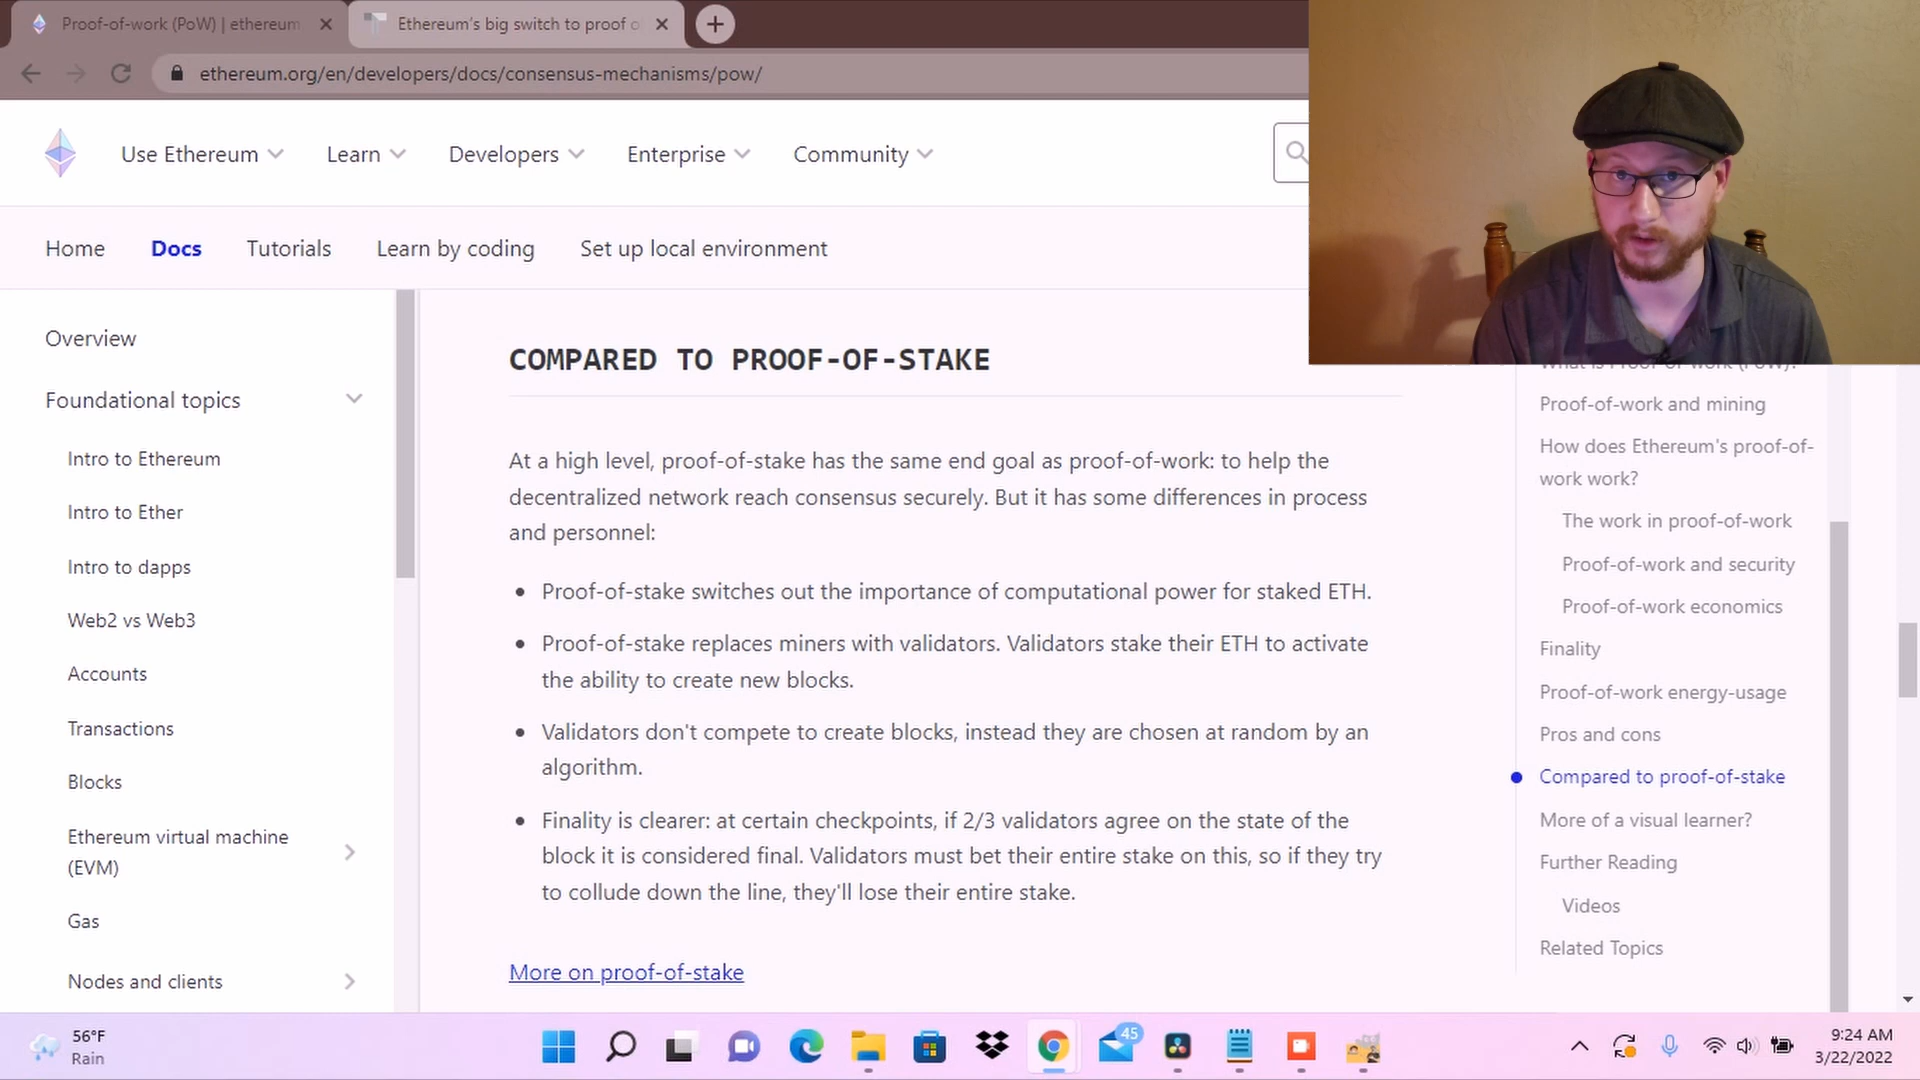 Proof-of-work (PoW) | ethereum
Ethereum's big switch to proof o
ethereum.org/en/developers/docs/consensus-mechanisms/pow/
Use Ethereum
Learn
Developers
Enterprise
Community
Home
Docs
Tutorials
Learn by coding
Set up local environment
Overview
Foundational topics
Intro to Ethereum
Intro to Ether
Intro to dapps
Web2 vs Web3
Accounts
Transactions
Blocks
Ethereum virtual machine
(EVM)
Gas
Nodes and clients
COMPARED TO PROOF-OF-STAKE
At a high level, proof-of-stake has the same end goal as proof-of-work: to help the
decentralized network reach consensus securely. But it has some differences in process
and personnel:
Proof-of-stake switches out the importance of computational power for staked ETH.
Proof-of-stake replaces miners with validators. Validators stake their ETH to activate
the ability to create new blocks.
Validators don't compete to create blocks, instead they are chosen at random by an
algorithm.
Finality is clearer: at certain checkpoints, if 2/3 validators agree on the state of the
block it is considered final. Validators must bet their entire stake on this, so if they try
to collude down the line, they'll lose their entire stake.
More on proof-of-stake
What is Proof-of-work (PoW)?
Proof-of-work and mining
How does Ethereum's proof-of-
work work?
The work in proof-of-work
Proof-of-work and security
Proof-of-work economics
Finality
Proof-of-work energy-usage
Pros and cons
Compared to proof-of-stake
More of a visual learner?
Further Reading
Videos
Related Topics
56°F
Rain
45
9:24 AM
3/22/2022